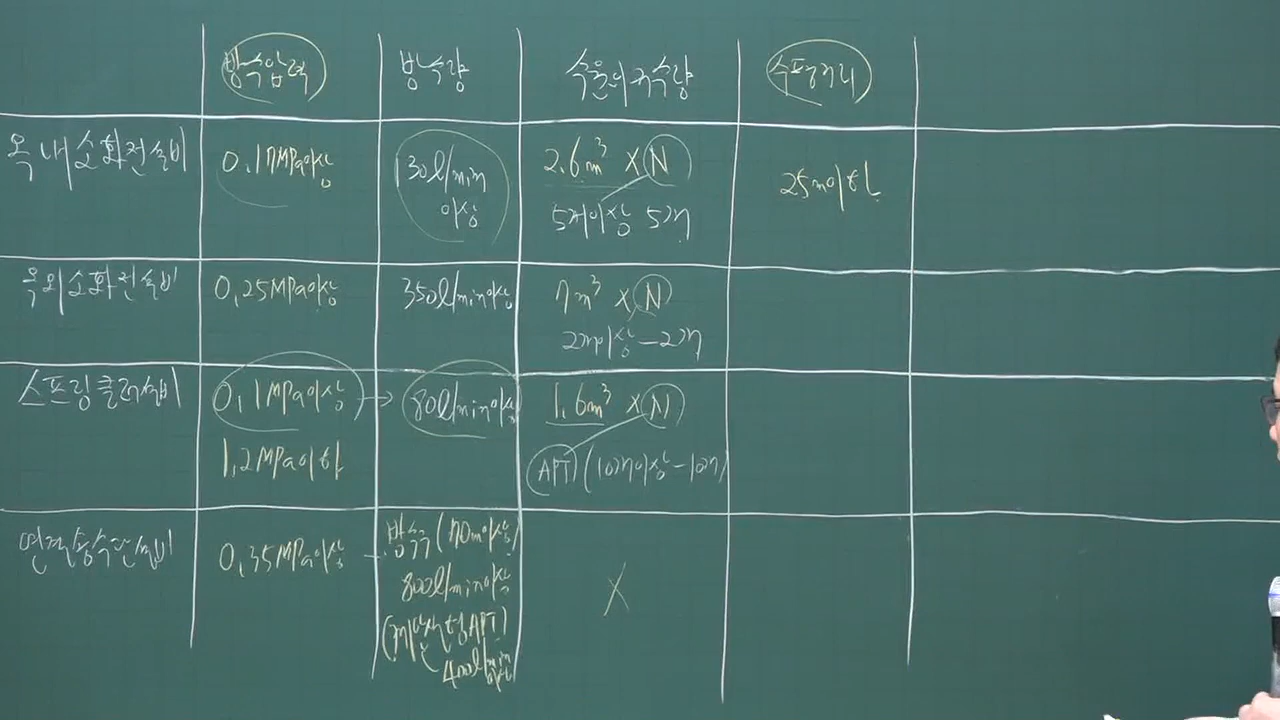 방수압력 방수량 수원의 저수량 수평거리
옥내소화전설비 0.17MPa이상 130l/min 2.6m³ × N 25m이하
이상 5개이상 5개
옥외소화전설비 0.25MPa이상 350l/min이상 7m³ × N
2개이상-2개
스프링클러설비 0.1MPa이상 → 80l/min이상 1.6m³ × N
1.2MPa이하 APT (10개이상-10개)
연결송수관설비 0.35MPa이상 방수구 (70m이상) X
800l/min이상
APT)
400l/min
이상